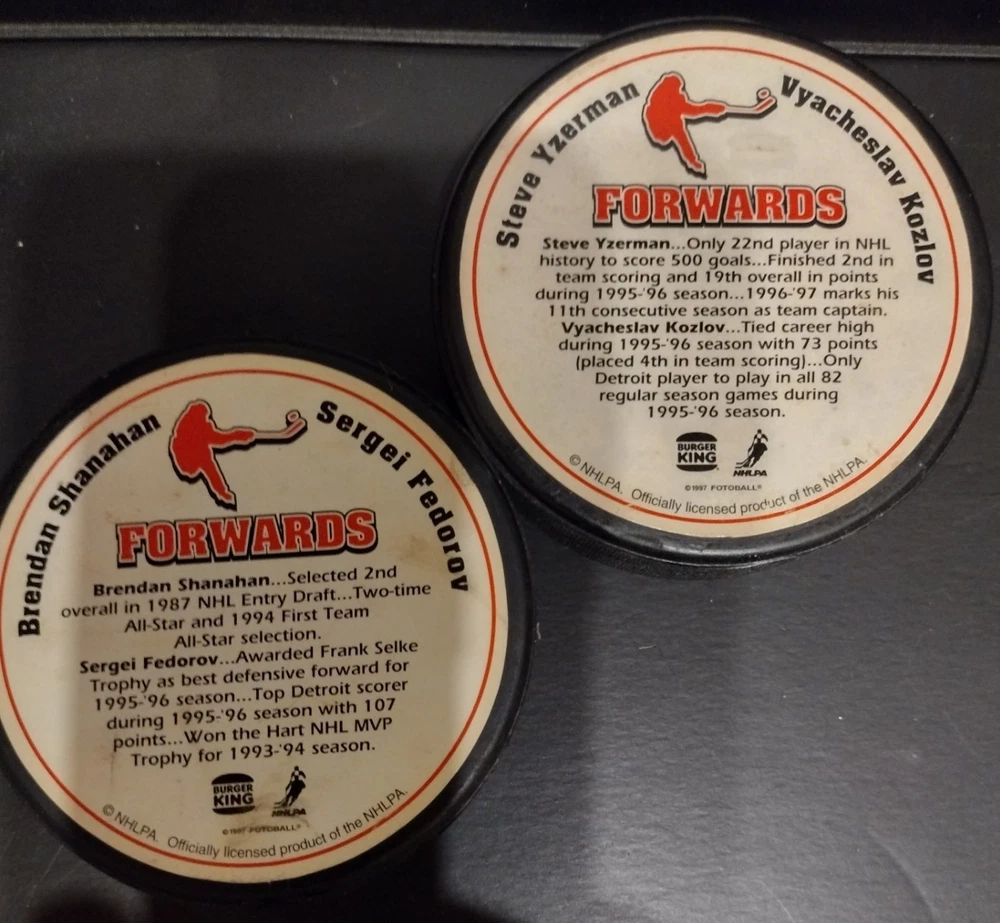 Steve Yzerman
Vyacheslav Kozlov
FORWARDS
Steve Yzerman...Only 22nd player in NHL
history to score 500 goals...Finished 2nd in
team scoring and 19th overall in points
during 1995-'96 season...1996-'97 marks his
11th consecutive season as team captain.
Vyacheslav Kozlov...Tied career high
during 1995-'96 season with 73 points
(placed 4th in team scoring)...Only
Detroit player to play in all 82
regular season games during
1995-'96 season.
BURGER
KING
NHLPA
©1997 FOTOBALL®
© NHLPA. Officially licensed product of the NHLPA.
Brendan Shanahan
Sergei Fedorov
FORWARDS
Brendan Shanahan...Selected 2nd
overall in 1987 NHL Entry Draft...Two-time
All-Star and 1994 First Team
All-Star selection.
Sergei Fedorov...Awarded Frank Selke
Trophy as best defensive forward for
1995-'96 season...Top Detroit scorer
during 1995-'96 season with 107
points...Won the Hart NHL MVP
Trophy for 1993-'94 season.
BURGER
KING
NHLPA
©1997 FOTOBALL®
© NHLPA. Officially licensed product of the NHLPA.